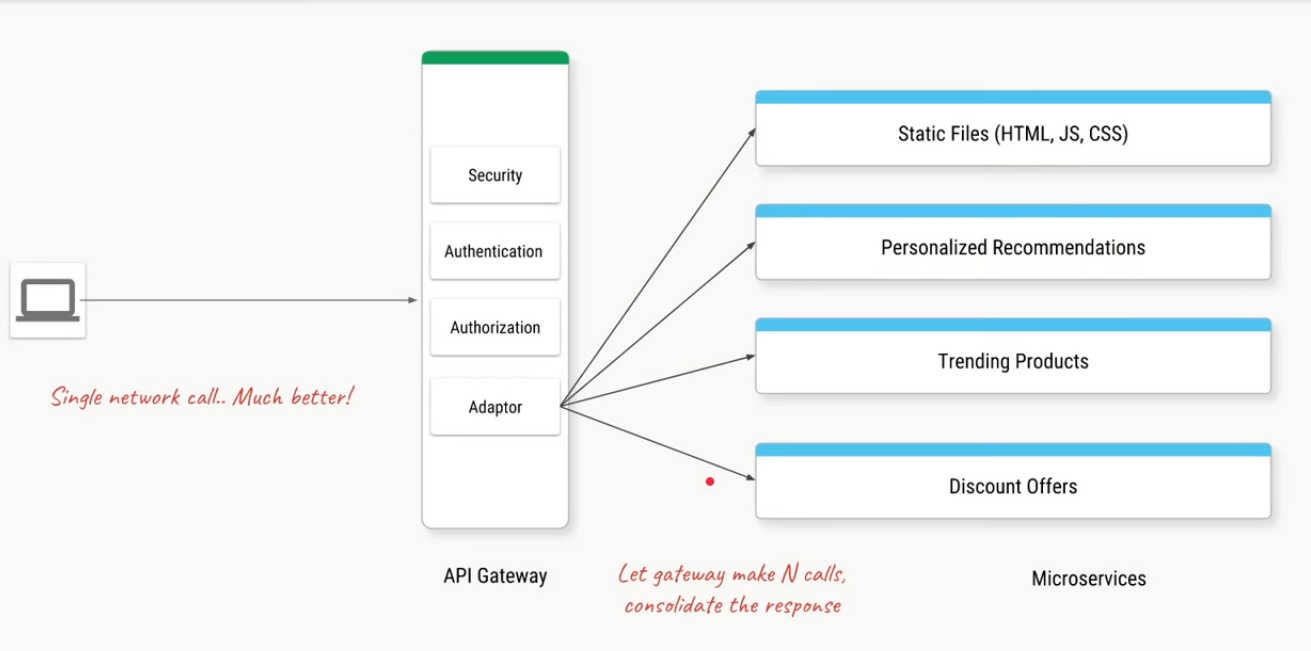 Static Files (HTML, JS, CSS)
Security
Personalized Recommendations
Authentication
Authorization
Trending Products
Single network call.. Much better!
Adaptor
Discount Offers
API Gateway
Let gateway make N calls,
consolidate the response
Microservices